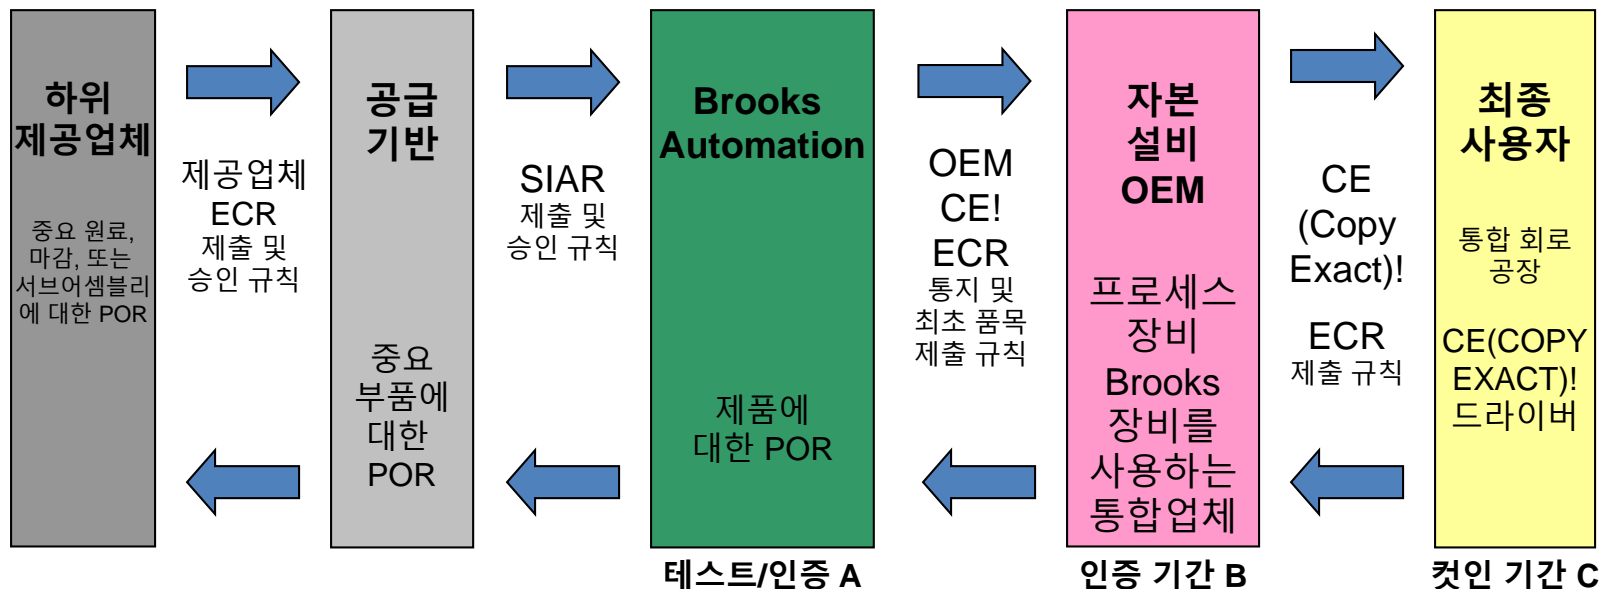 하위
제공업체
중요 원료,
마감, 또는
서브어셈블리
에 대한 POR
제공업체
ECR
제출 및
승인 규칙
공급
기반
중요
부품에
대한
POR
SIAR
제출 및
승인 규칙
Brooks
Automation
제품에
대한 POR
테스트/인증 A
OEM
CE!
ECR
통지 및
최초 품목
제출 규칙
자본
설비
OEM
프로세스
장비
Brooks
장비를
사용하는
통합업체
인증 기간 B
CE
(Copy
Exact)!
ECR
제출 규칙
최종
사용자
통합 회로
공장
CE(COPY
EXACT)!
드라이버
컷인 기간 C